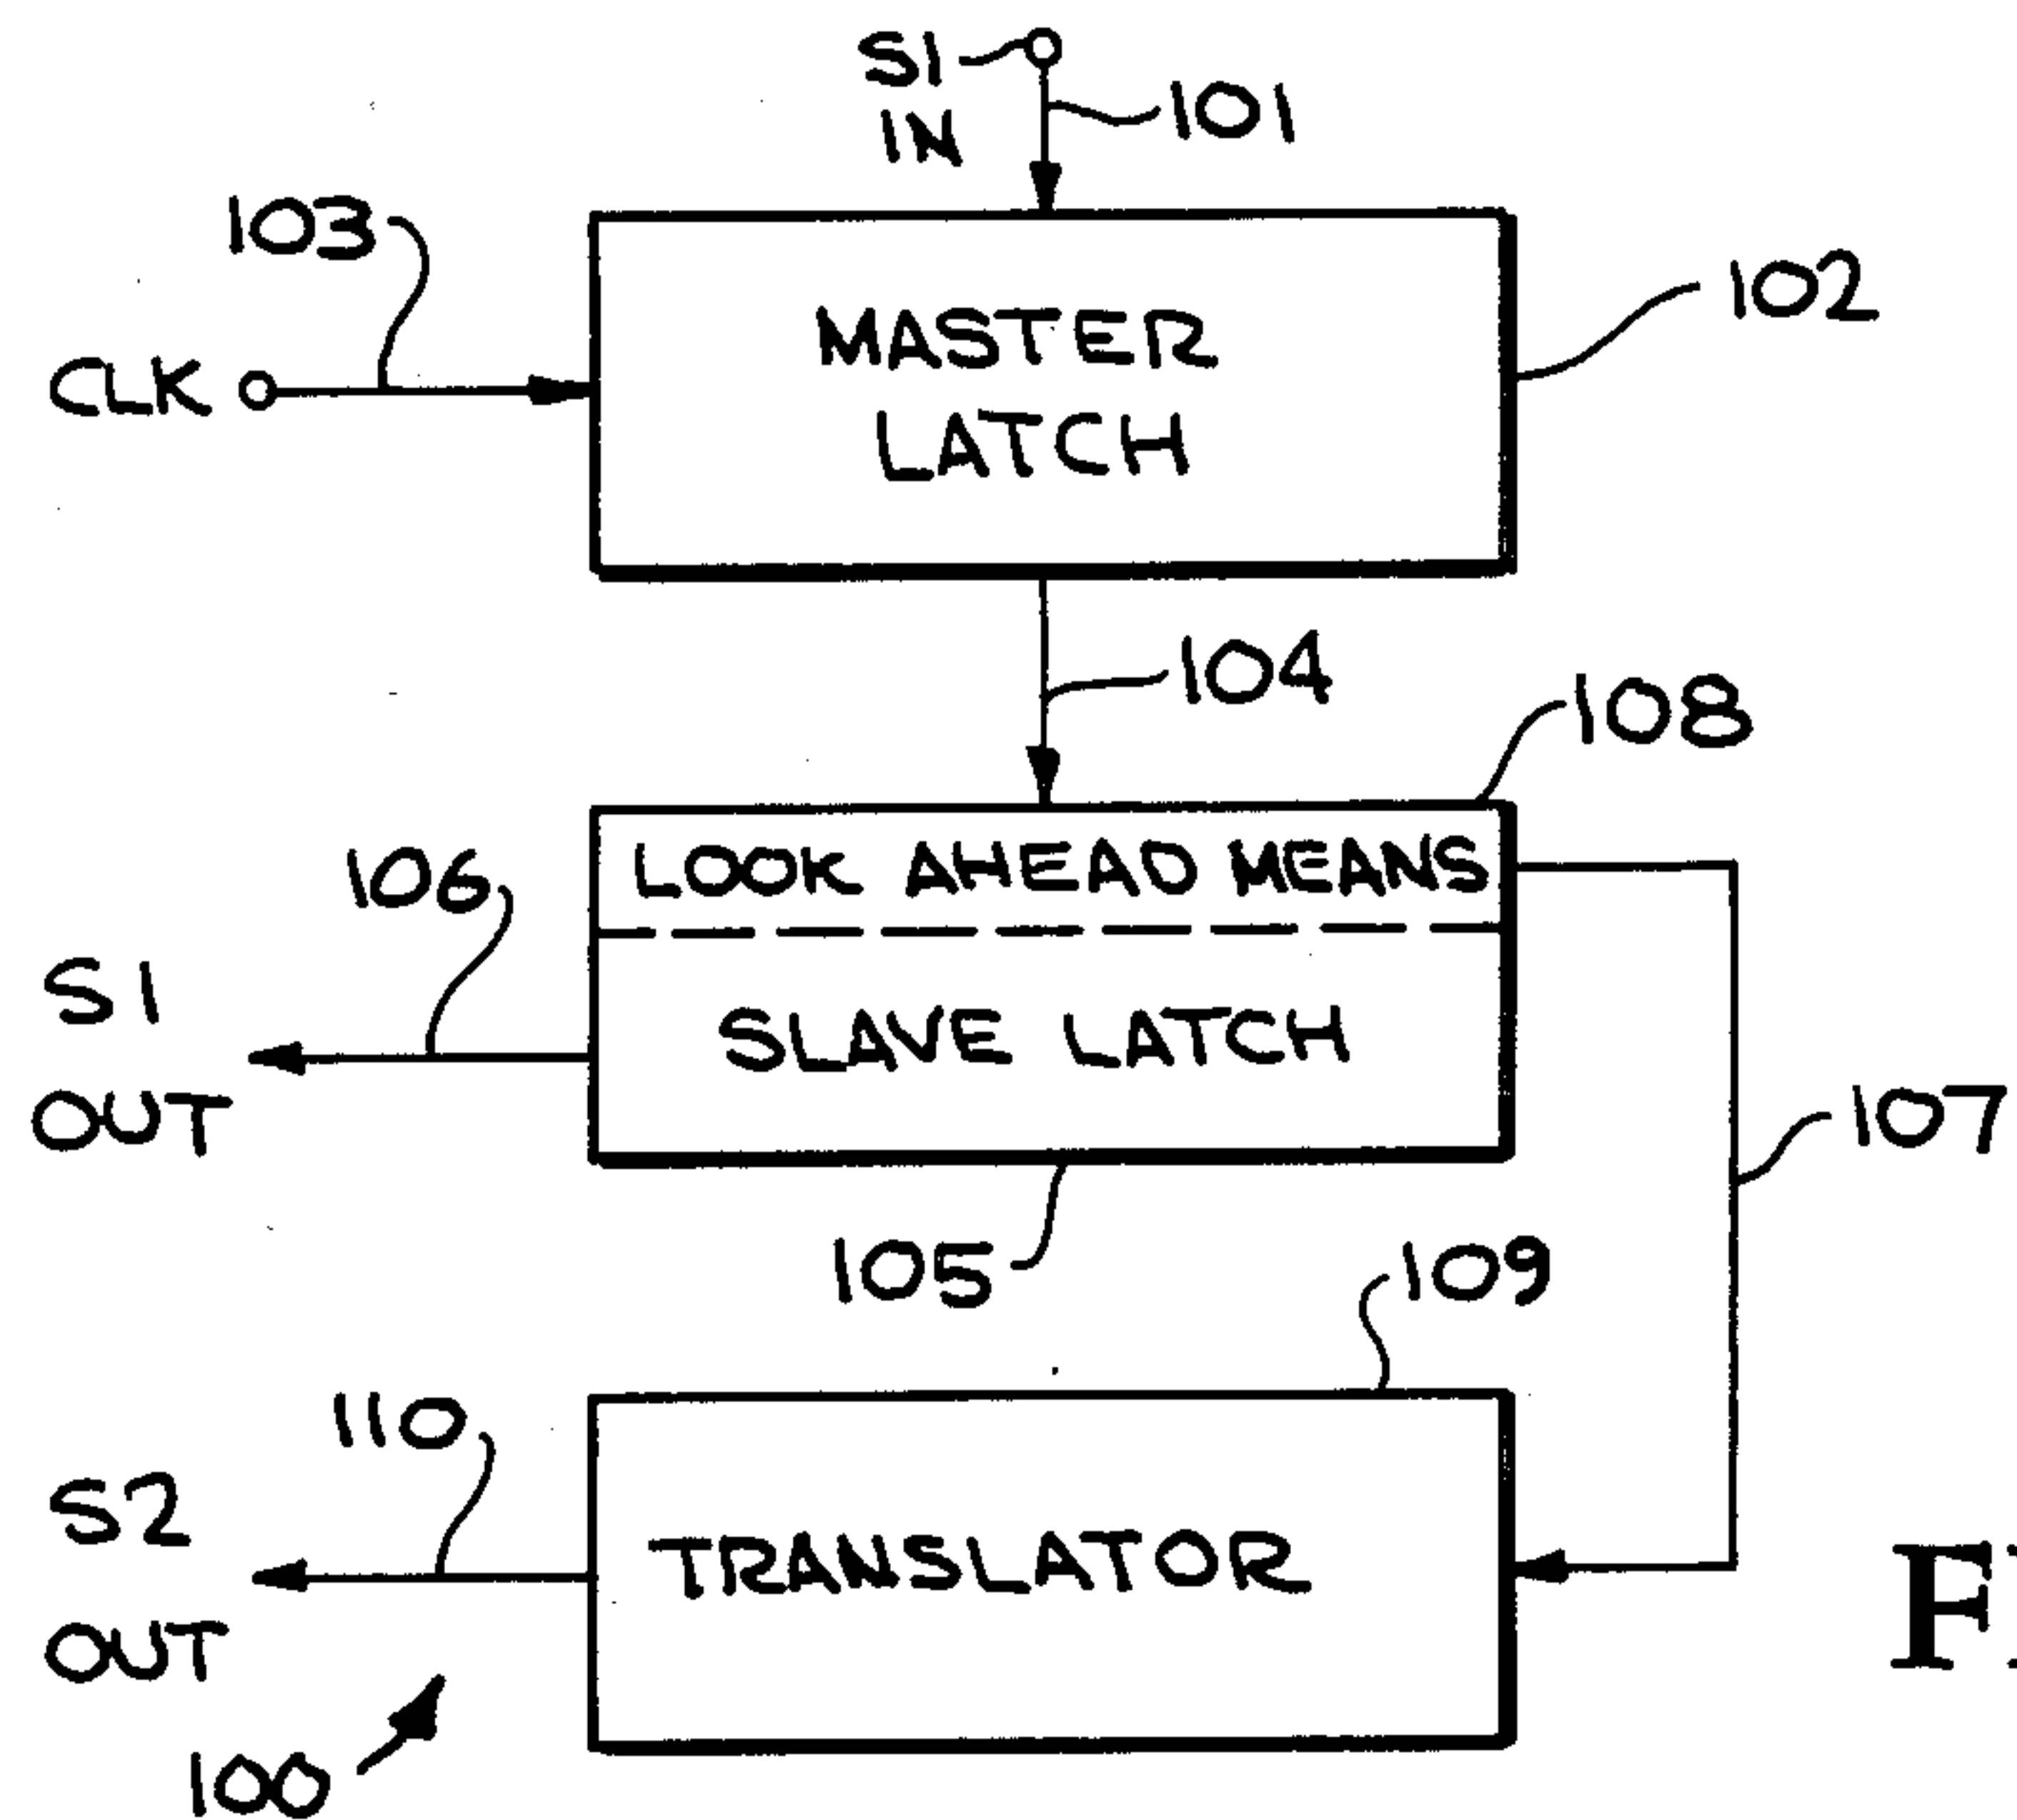 S1
IN
101
103
102
CLK
MASTER
LATCH
104
108
LOOK AHEAD MEANS
106
S1
OUT
SLAVE LATCH
107
105
109
110
S2
OUT
TRANSLATOR
F
100